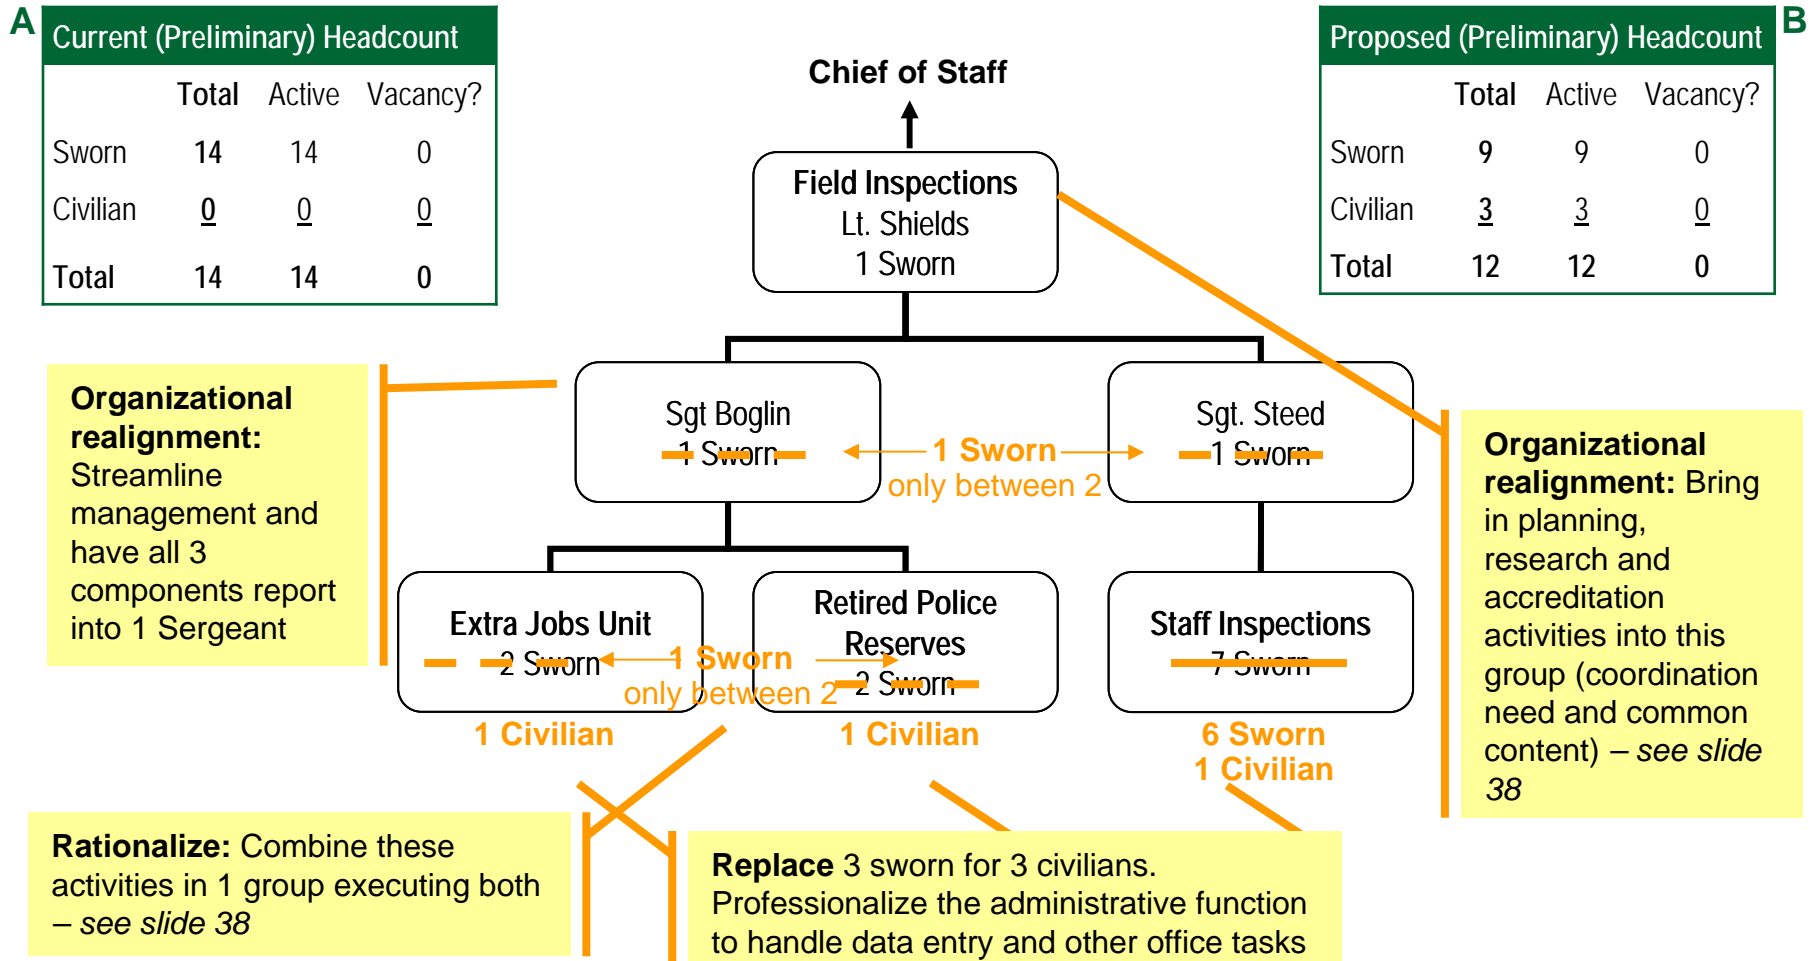 A
Current (Preliminary) Headcount
Total Active Vacancy?
Sworn 14 14 0
Civilian 0 0 0
Total 14 14 0
B
Proposed (Preliminary) Headcount
Total Active Vacancy?
Sworn 9 9 0
Civilian 3 3 0
Total 12 12 0
Chief of Staff
Field Inspections
Lt. Shields
1 Sworn
Organizational
realignment:
Streamline
management and
have all 3
components report
into 1 Sergeant
Sgt Boglin
1 Sworn
1 Sworn
only between 2
Sgt. Steed
1 Sworn
Organizational
realignment: Bring
in planning,
research and
accreditation
activities into this
group (coordination
need and common
content) – see slide
38
Extra Jobs Unit
2 Sworn
1 Sworn
only between 2
Retired Police
Reserves
2 Sworn
Staff Inspections
7 Sworn
1 Civilian
1 Civilian
6 Sworn
1 Civilian
Rationalize: Combine these
activities in 1 group executing both
– see slide 38
Replace 3 sworn for 3 civilians.
Professionalize the administrative function
to handle data entry and other office tasks